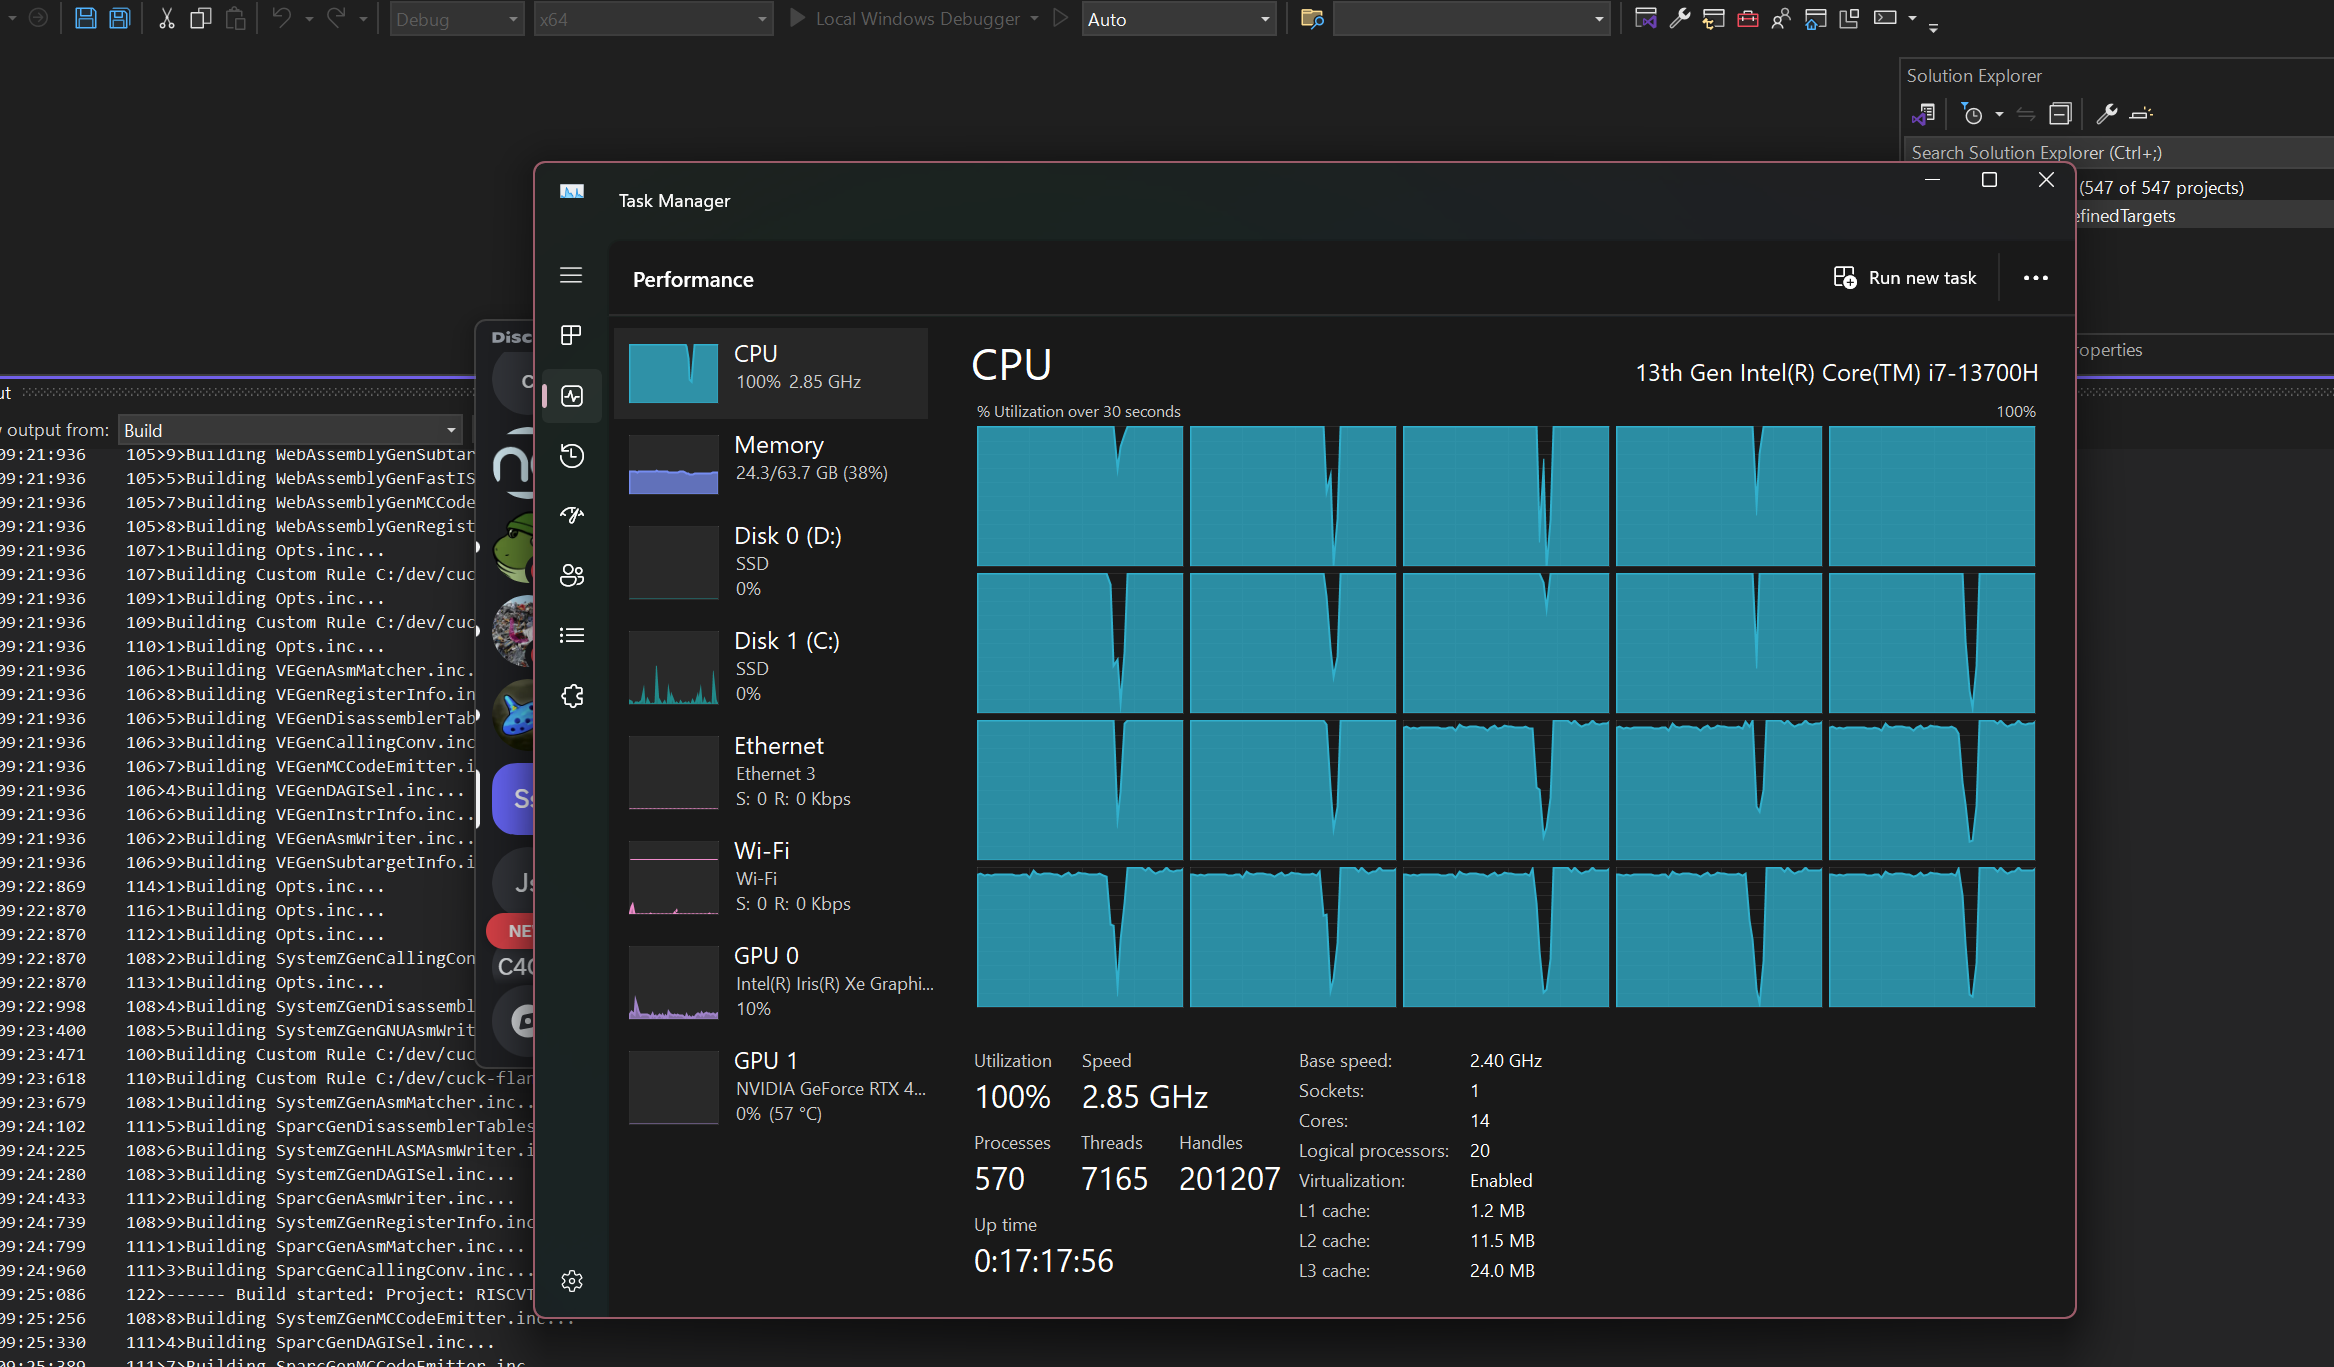 Debug
x64
Local Windows Debugger
Auto
Solution Explorer
Search Solution Explorer (Ctrl+;)
(547 of 547 projects)
efinedTargets
operties
ut
output from:
Build
09:21:936 105>9>Building WebAssemblyGenSubtar
09:21:936 105>5>Building WebAssemblyGenFastIS
09:21:936 105>7>Building WebAssemblyGenMCCode
09:21:936 105>8>Building WebAssemblyGenRegist
09:21:936 107>1>Building Opts.inc...
09:21:936 107>Building Custom Rule C:/dev/cuc
09:21:936 109>1>Building Opts.inc...
09:21:936 109>Building Custom Rule C:/dev/cuc
09:21:936 110>1>Building Opts.inc...
09:21:936 106>1>Building VEGenAsmMatcher.inc.
09:21:936 106>8>Building VEGenRegisterInfo.in
09:21:936 106>5>Building VEGenDisassemblerTab
09:21:936 106>3>Building VEGenCallingConv.inc
09:21:936 106>7>Building VEGenMCCodeEmitter.i
09:21:936 106>4>Building VEGenDAGISel.inc...
09:21:936 106>6>Building VEGenInstrInfo.inc..
09:21:936 106>2>Building VEGenAsmWriter.inc..
09:21:936 106>9>Building VEGenSubtargetInfo.i
09:22:869 114>1>Building Opts.inc...
09:22:870 116>1>Building Opts.inc...
09:22:870 112>1>Building Opts.inc...
09:22:870 108>2>Building SystemZGenCallingCon
09:22:870 113>1>Building Opts.inc...
09:22:998 108>4>Building SystemZGenDisassembl
09:23:400 108>5>Building SystemZGenGNUAsmWrit
09:23:471 100>Building Custom Rule C:/dev/cuc
09:23:618 110>Building Custom Rule C:/dev/cuck-flan
09:23:679 108>1>Building SystemZGenAsmMatcher.inc..
09:24:102 111>5>Building SparcGenDisassemblerTables
09:24:225 108>6>Building SystemZGenHLASMAsmWriter.i
09:24:280 108>3>Building SystemZGenDAGISel.inc...
09:24:433 111>2>Building SparcGenAsmWriter.inc...
09:24:739 108>9>Building SystemZGenRegisterInfo.inc
09:24:799 111>1>Building SparcGenAsmMatcher.inc...
09:24:960 111>3>Building SparcGenCallingConv.inc...
09:25:086 122>------ Build started: Project: RISCVT
09:25:256 108>8>Building SystemZGenMCCodeEmitter.inc...
09:25:330 111>4>Building SparcGenDAGISel.inc...
09:25:389 111>7>Building SparcGenMCCodeEmitter.inc
Disc
C
Ss
Js
NE
C4C
Task Manager
Performance
Run new task
CPU
100% 2.85 GHz
Memory
24.3/63.7 GB (38%)
Disk 0 (D:)
SSD
0%
Disk 1 (C:)
SSD
0%
Ethernet
Ethernet 3
S: 0 R: 0 Kbps
Wi-Fi
Wi-Fi
S: 0 R: 0 Kbps
GPU 0
Intel(R) Iris(R) Xe Graphi...
10%
GPU 1
NVIDIA GeForce RTX 4...
0% (57 °C)
CPU
13th Gen Intel(R) Core(TM) i7-13700H
% Utilization over 30 seconds
100%
Utilization
100%
Speed
2.85 GHz
Processes
570
Threads
7165
Handles
201207
Up time
0:17:17:56
Base speed: 2.40 GHz
Sockets: 1
Cores: 14
Logical processors: 20
Virtualization: Enabled
L1 cache: 1.2 MB
L2 cache: 11.5 MB
L3 cache: 24.0 MB